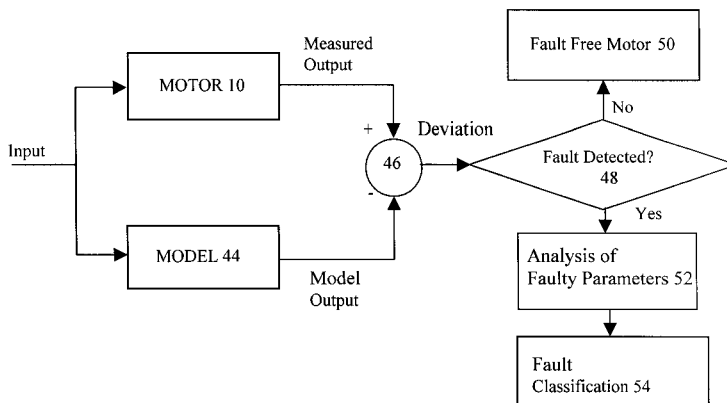 Measured
Output
Fault Free Motor 50
MOTOR 10
No
+
Deviation
Input
46
Fault Detected?
48
-
Yes
MODEL 44
Model
Output
Analysis of
Faulty Parameters 52
Fault
Classification 54